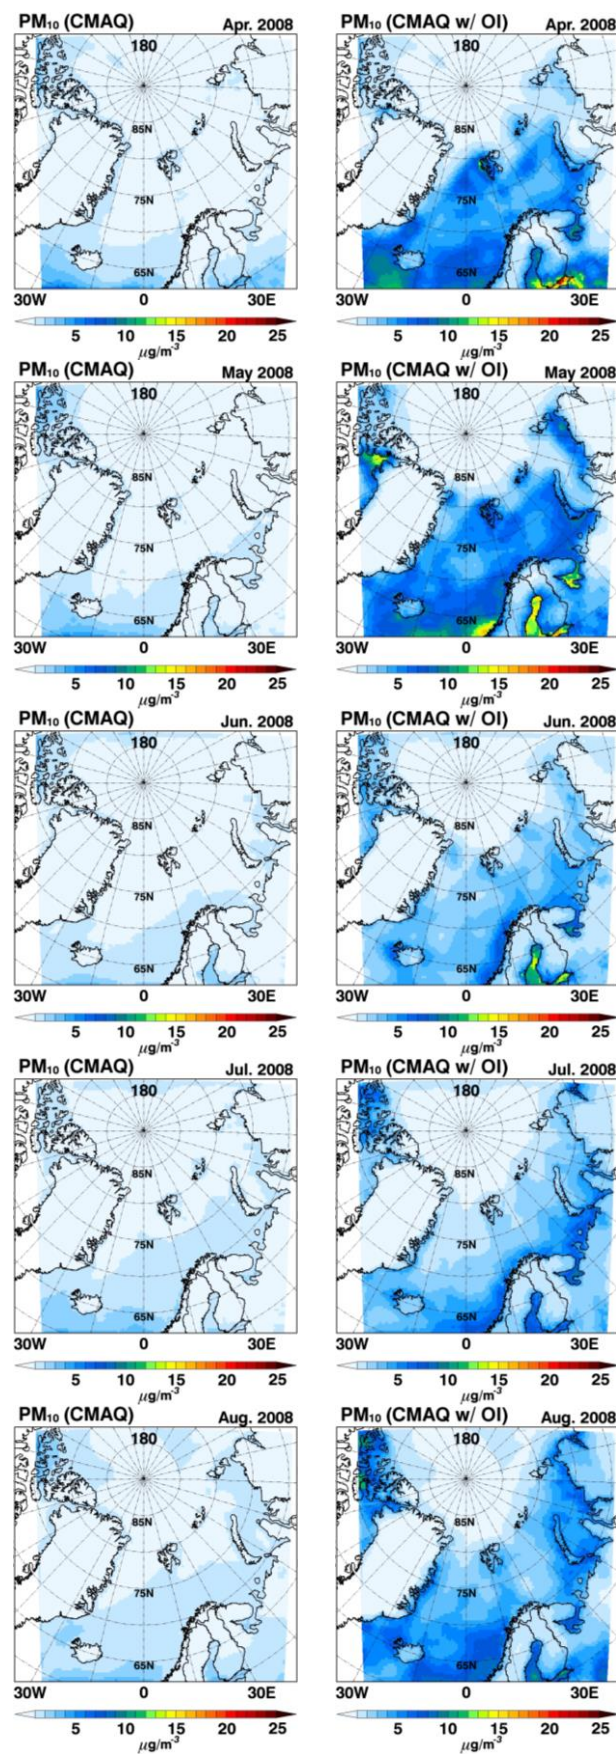 PM10 (CMAQ) Apr. 2008 PM10 (CMAQ w/ OI) Apr. 2008
180 180
85N 85N
75N 75N
65N 65N
30W 0 30E 30W 0 30E
5 10 15 20 25 5 10 15 20 25
μg/m-3 μg/m-3
PM10 (CMAQ) May 2008 PM10 (CMAQ w/ OI) May 2008
180 180
85N 85N
75N 75N
65N 65N
30W 0 30E 30W 0 30E
5 10 15 20 25 5 10 15 20 25
μg/m-3 μg/m-3
PM10 (CMAQ) Jun. 2008 PM10 (CMAQ w/ OI) Jun. 2008
180 180
85N 85N
75N 75N
65N 65N
30W 0 30E 30W 0 30E
5 10 15 20 25 5 10 15 20 25
μg/m-3 μg/m-3
PM10 (CMAQ) Jul. 2008 PM10 (CMAQ w/ OI) Jul. 2008
180 180
85N 85N
75N 75N
65N 65N
30W 0 30E 30W 0 30E
5 10 15 20 25 5 10 15 20 25
μg/m-3 μg/m-3
PM10 (CMAQ) Aug. 2008 PM10 (CMAQ w/ OI) Aug. 2008
180 180
85N 85N
75N 75N
65N 65N
30W 0 30E 30W 0 30E
5 10 15 20 25 5 10 15 20 25
μg/m-3 μg/m-3